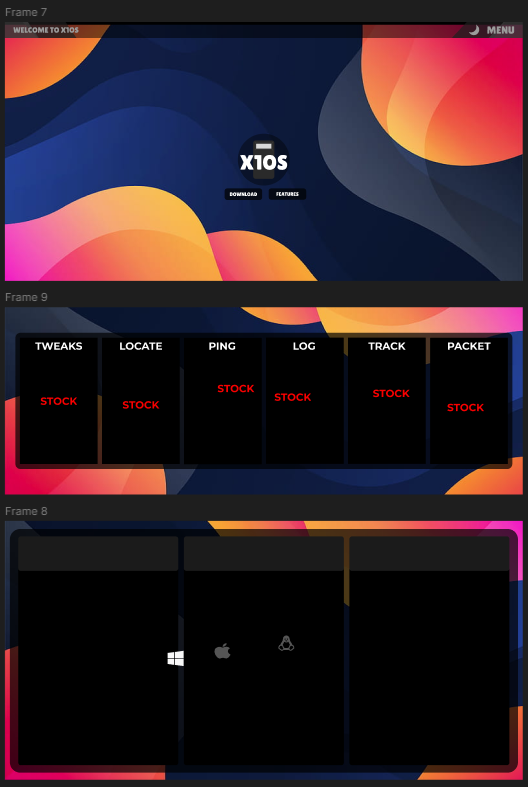 Frame 7
WELCOME TO X1OS
MENU
X1OS
DOWNLOAD
FEATURES
Frame 9
TWEAKS LOCATE PING LOG TRACK PACKET
STOCK STOCK STOCK STOCK STOCK STOCK
Frame 8